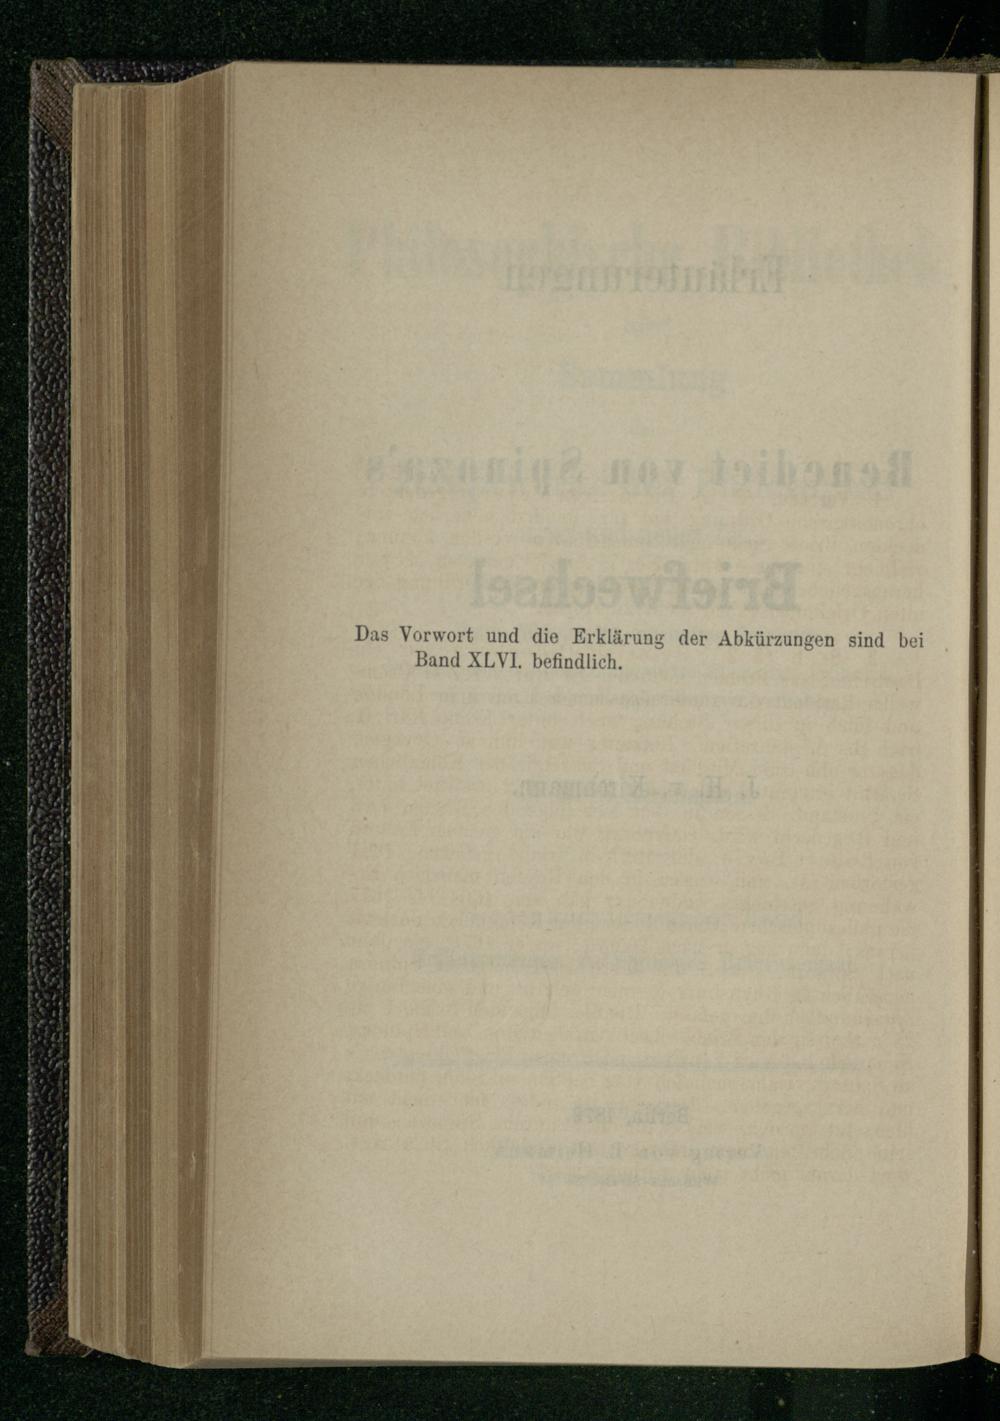 Das Vorwort und die Erklärung der Abkürzungen sind bei
Band XLVI. befindlich.